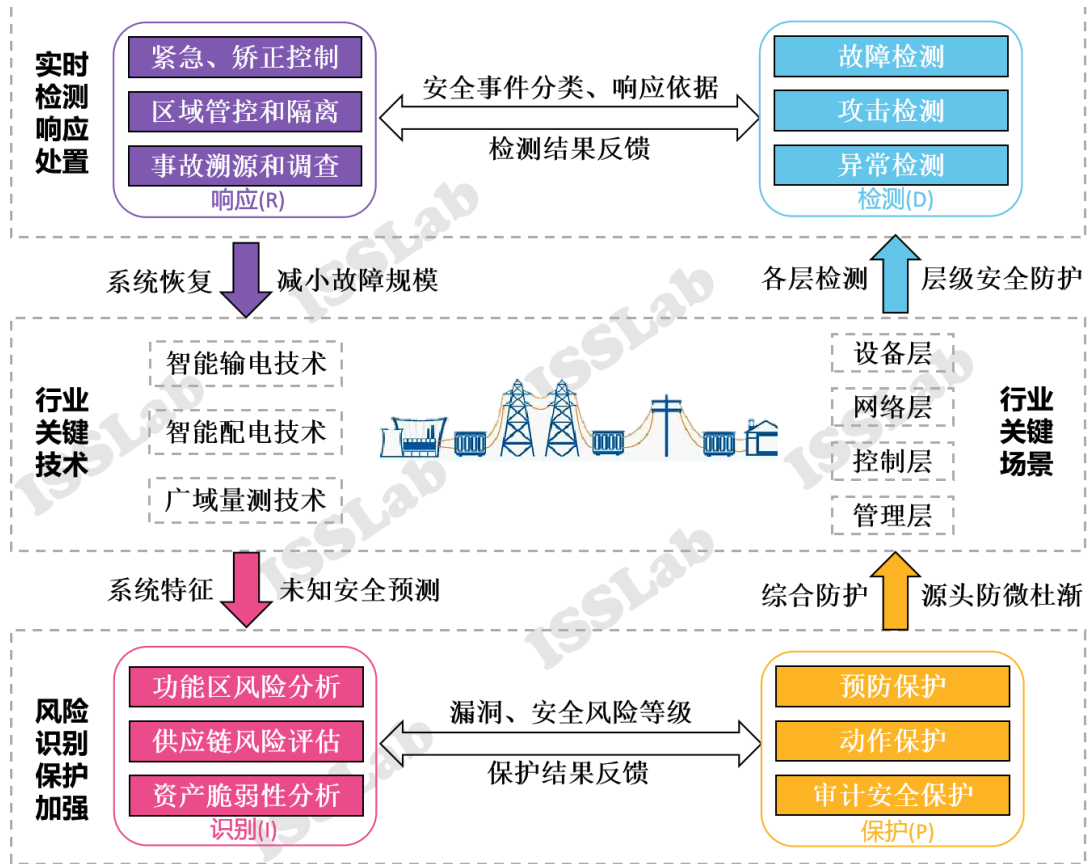 实时
检测
响应
处置
紧急、矫正控制
区域管控和隔离
事故溯源和调查
响应(R)
安全事件分类、响应依据
检测结果反馈
故障检测
攻击检测
异常检测
检测(D)
系统恢复
减小故障规模
各层检测
层级安全防护
行业
关键
技术
智能输电技术
智能配电技术
广域量测技术
设备层
网络层
控制层
管理层
行业
关键
场景
系统特征
未知安全预测
综合防护
源头防微杜渐
风险
识别
保护
加强
功能区风险分析
供应链风险评估
资产脆弱性分析
识别(I)
漏洞、安全风险等级
保护结果反馈
预防保护
动作保护
审计安全保护
保护(P)
ISSLab
ISSLab
ISSLab
ISSLab
ISSLab
ISSLab
ISSLab